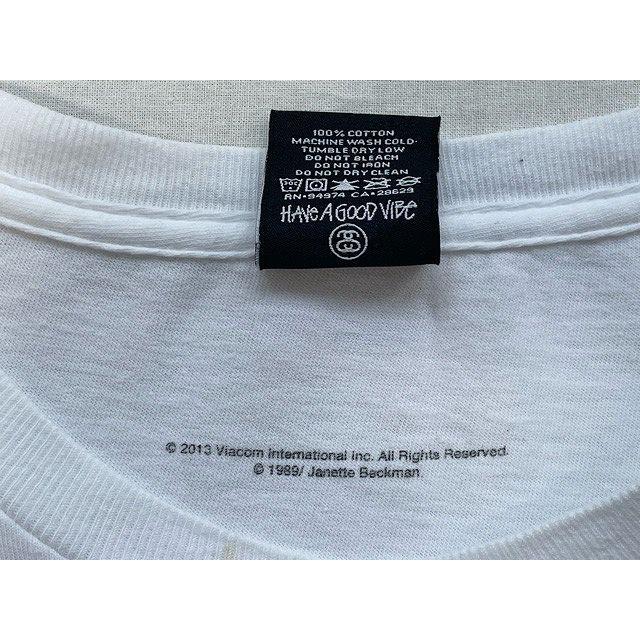 100% COTTON
MACHINE WASH COLD·
TUMBLE DRY LOW
DO NOT BLEACH
DO NOT IRON
DO NOT DRY CLEAN
RN·94974 CA·28629
HAVE A GOOD VIBE
© 2013 Viacom International Inc. All Rights Reserved.
© 1989/ Janette Beckman.